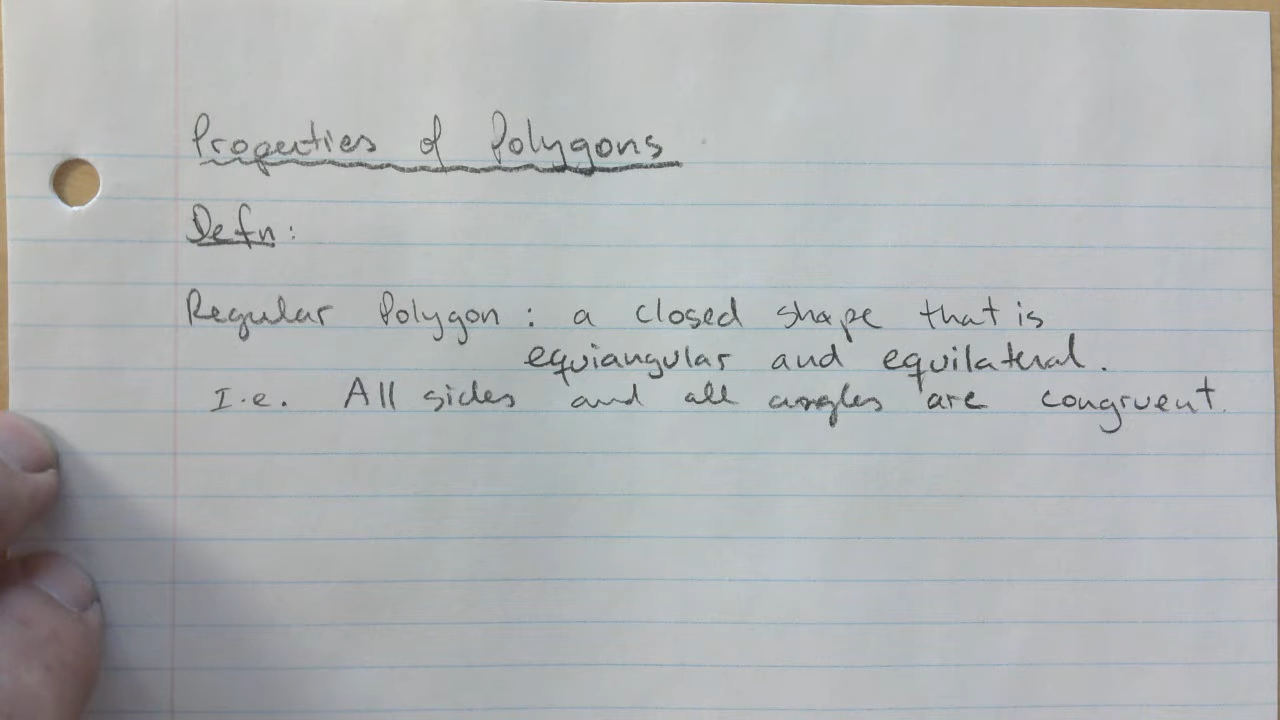 Properties of Polygons
Defn:
Regular Polygon: a closed shape that is
equiangular and equilateral.
I.e. All sides and all angles are congruent.